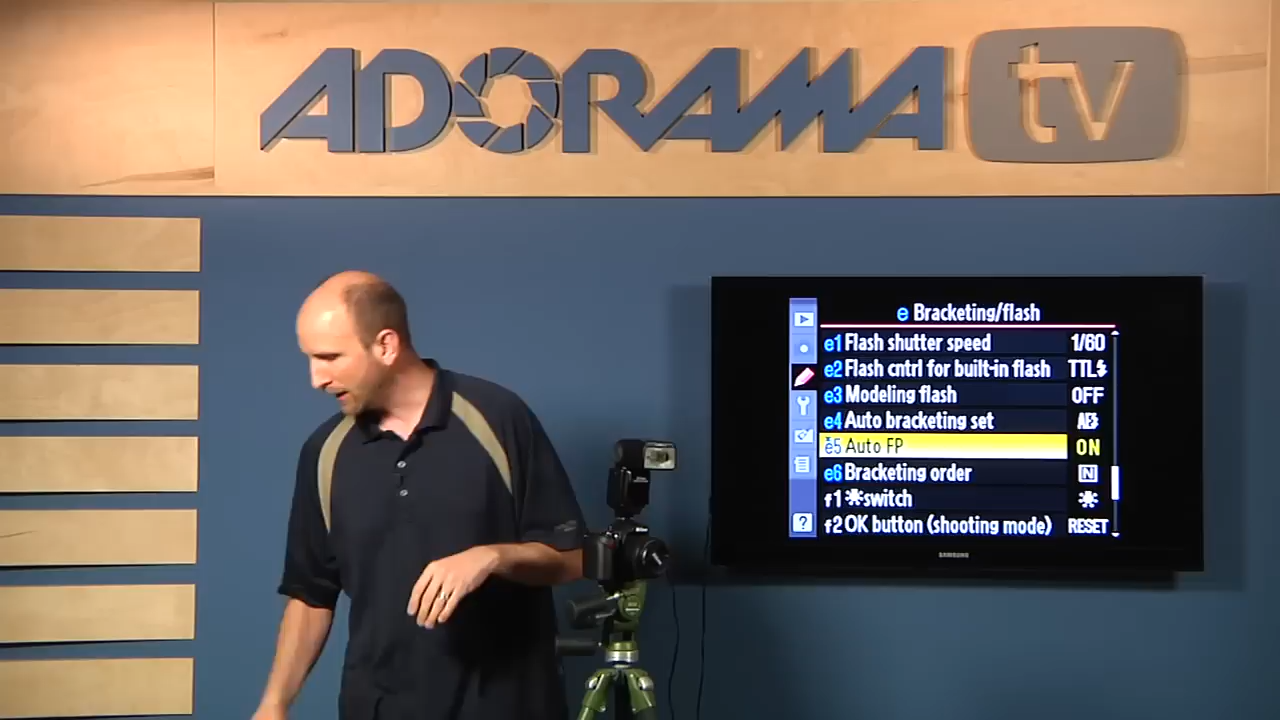 ADORAMA tv
e Bracketing/flash
e1 Flash shutter speed 1/60
e2 Flash cntrl for built-in flash TTL
e3 Modeling flash OFF
e4 Auto bracketing set AE
e5 Auto FP ON
e6 Bracketing order N
f1 switch
f2 OK button (shooting mode) RESET
?
SAMSUNG